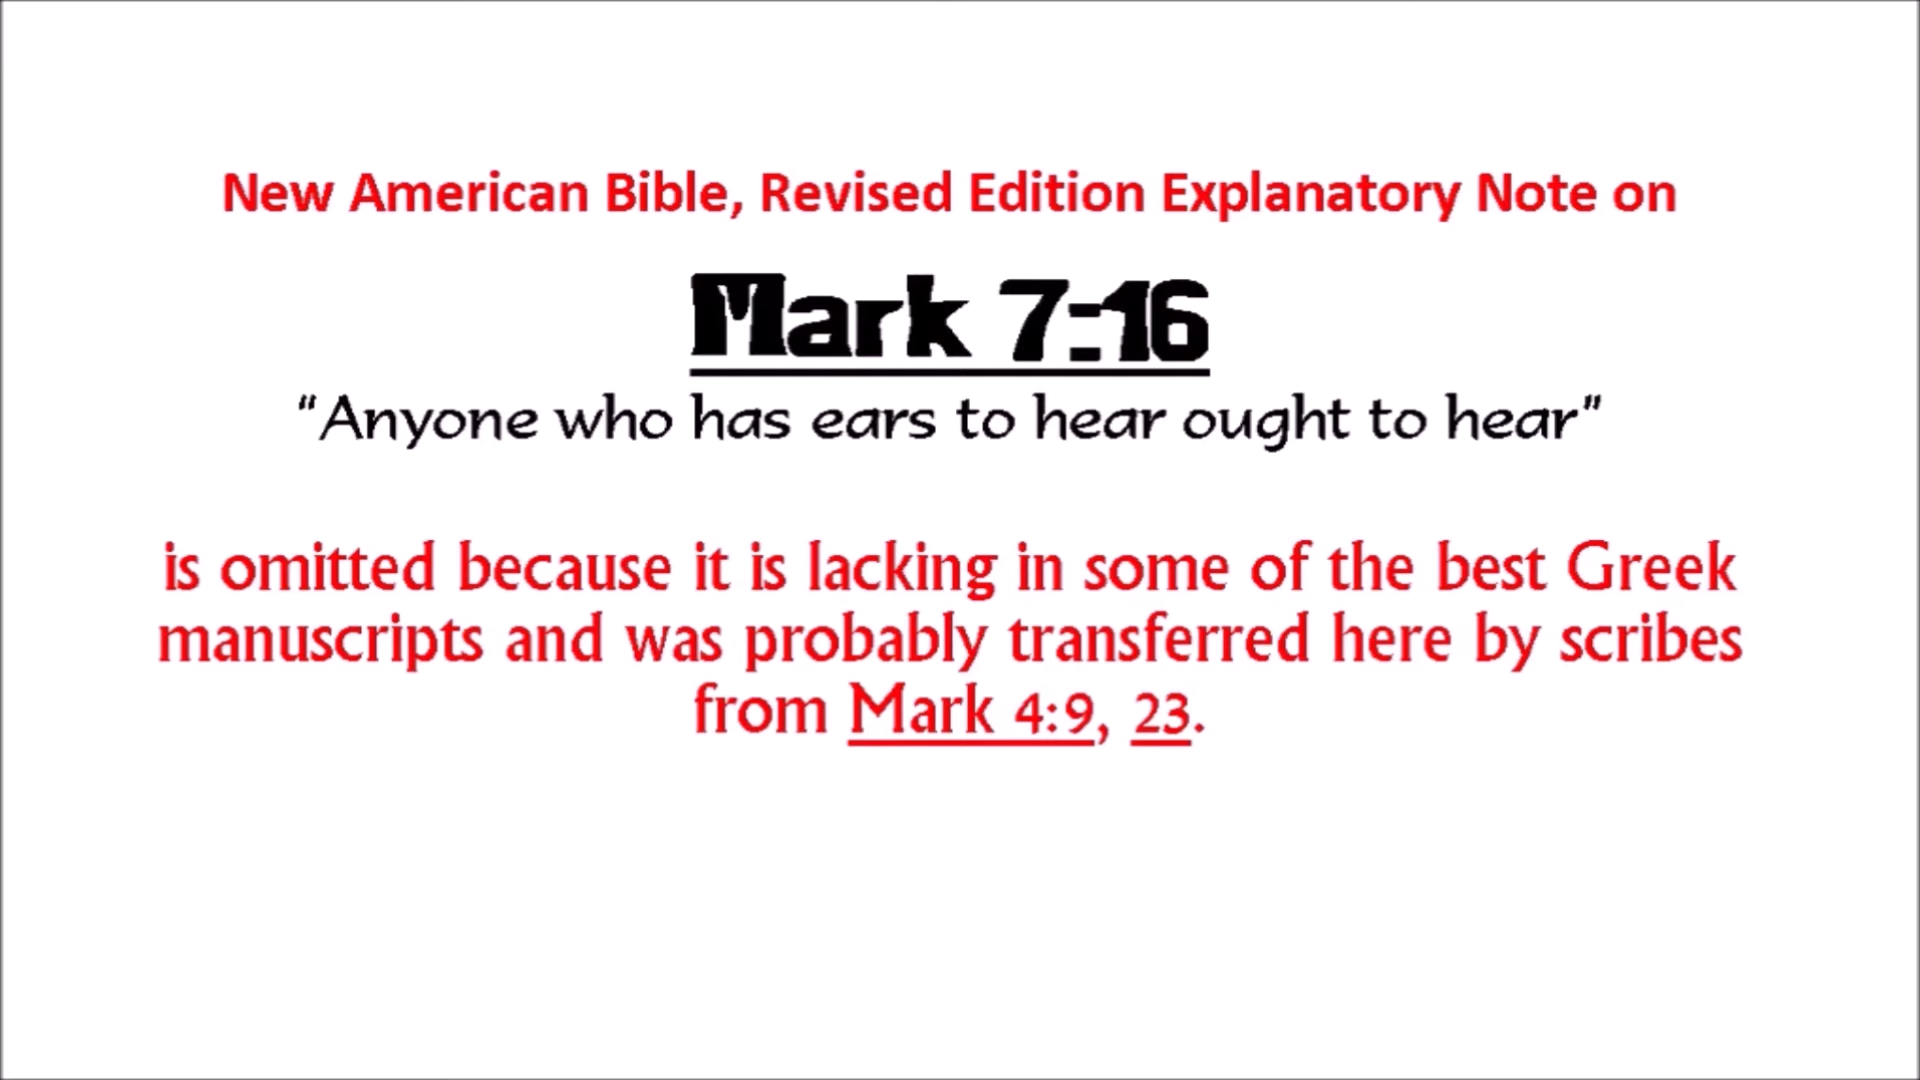 New American Bible, Revised Edition Explanatory Note on
Mark 7:16
"Anyone who has ears to hear ought to hear"
is omitted because it is lacking in some of the best Greek
manuscripts and was probably transferred here by scribes
from Mark 4:9, 23.